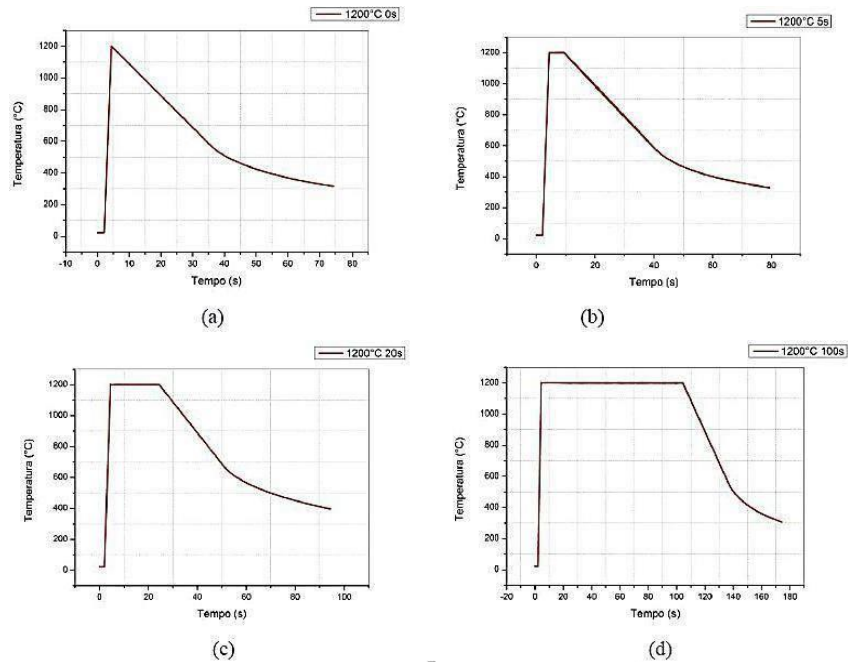 1200°C 0s
1200
1000
800
600
400
200
0
Temperatura (°C)
-10 0 10 20 30 40 50 60 70 80
Tempo (s)
(a)
1200°C 5s
1200
1000
800
600
400
200
0
Temperatura (°C)
0 20 40 60 80
Tempo (s)
(b)
1200°C 20s
1200
1000
800
600
400
200
0
Temperatura (°C)
0 20 40 60 80 100
Tempo (s)
(c)
1200°C 100s
1200
1000
800
600
400
200
0
Temperatura (°C)
-20 0 20 40 60 80 100 120 140 160 180
Tempo (s)
(d)